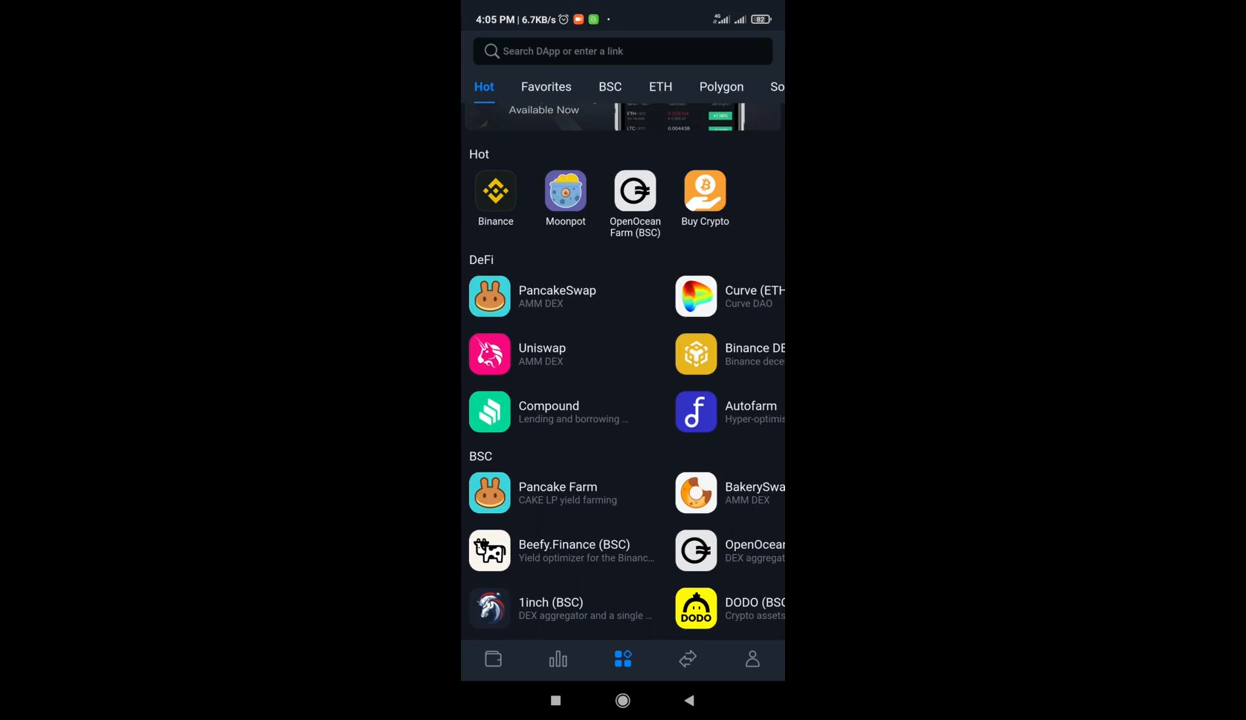 4:05 PM | 6.7KB/s
4G
82
Search DApp or enter a link
Hot Favorites BSC ETH Polygon So
Available Now
Hot
Binance
Moonpot
OpenOcean
Farm (BSC)
Buy Crypto
DeFi
PancakeSwap
AMM DEX
Curve (ETH
Curve DAO
Uniswap
AMM DEX
Binance DE
Binance dece
Compound
Lending and borrowing ...
Autofarm
Hyper-optimis
BSC
Pancake Farm
CAKE LP yield farming
BakerySwa
AMM DEX
Beefy.Finance (BSC)
Yield optimizer for the Binanc...
OpenOcean
DEX aggregat
1inch (BSC)
DEX aggregator and a single ...
DODO
DODO (BSC
Crypto assets